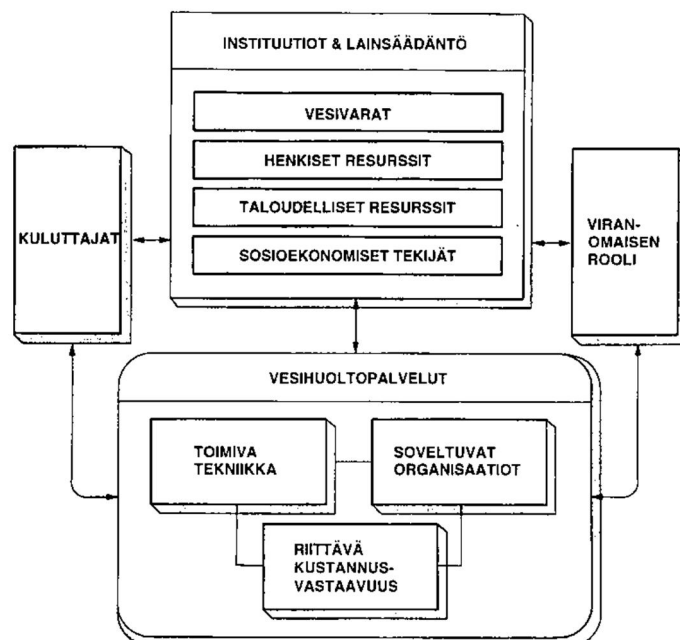 INSTITUUTIOT & LAINSÄÄDÄNTÖ
VESIVARAT
HENKISET RESURSSIT
TALOUDELLISET RESURSSIT
SOSIOEKONOMISET TEKIJÄT
KULUTTAJAT
VIRAN-
OMAISEN
ROOLI
VESIHUOLTOPALVELUT
TOIMIVA
TEKNIIKKA
SOVELTUVAT
ORGANISAATIOT
RIITTÄVÄ
KUSTANNUS-
VASTAAVUUS